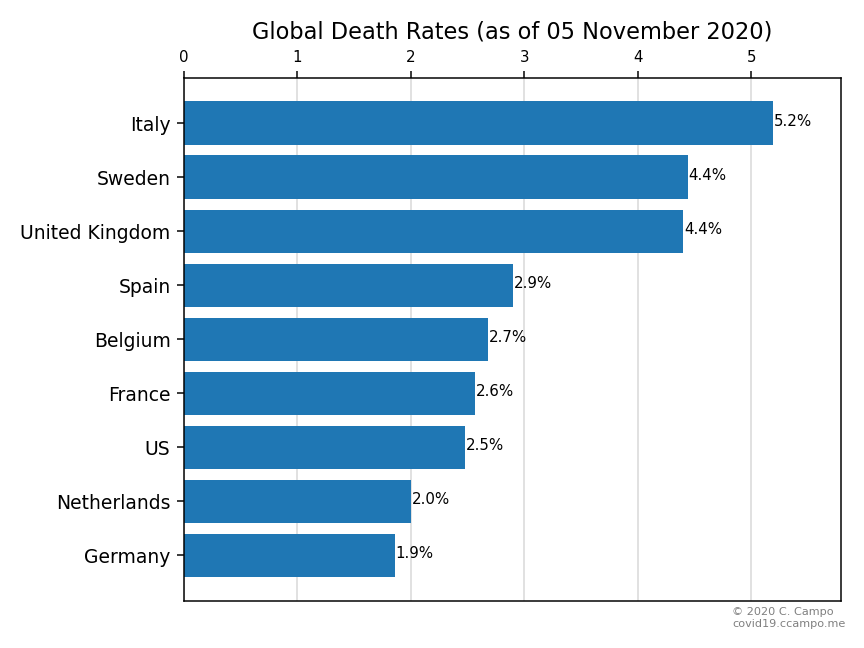 Global Death Rates (as of 05 November 2020)
0 1 2 3 4 5
Italy 5.2%
Sweden 4.4%
United Kingdom 4.4%
Spain 2.9%
Belgium 2.7%
France 2.6%
US 2.5%
Netherlands 2.0%
Germany 1.9%
© 2020 C. Campo
covid19.ccampo.me